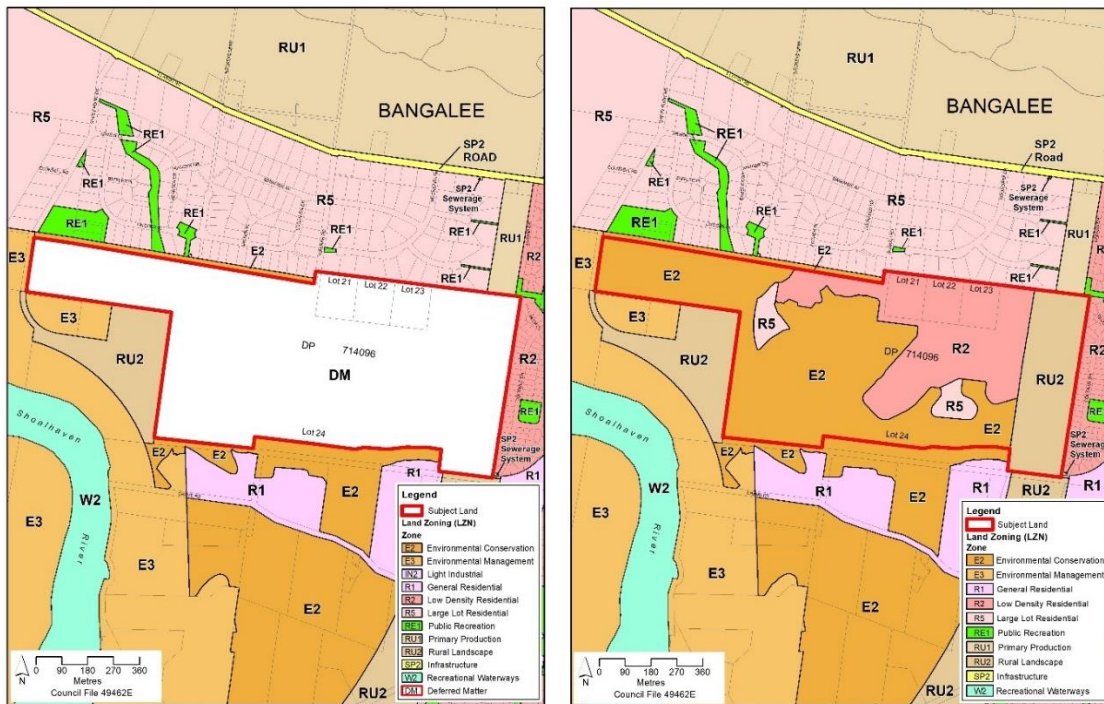 RU1
BANGALEE
R5
RE1
SP2
ROAD
RE1
R5
SP2
Sewerage
System
RE1
RE1
RE1
RE1
RU1
R2
RE1
E2
E3
Lot 21 Lot 22 Lot 23
E3
RU2
DP 714096
DM
R2
RE1
Shoalhaven
River
Lot 24
SP2
Sewerage
System
E2
E2
R1
R1
R1
W2
E2
E3
E3
E2
RU2
Legend
Subject Land
Land Zoning (LZN)
Zone
E2 Environmental Conservation
E3 Environmental Management
IN2 Light Industrial
R1 General Residential
R2 Low Density Residential
R5 Large Lot Residential
RE1 Public Recreation
RU1 Primary Production
RU2 Rural Landscape
SP2 Infrastructure
W2 Recreational Waterways
DM Deferred Matter
N
0 90 180 270 360
Metres
Council File 49462E
RU1
BANGALEE
R5
RE1
SP2
Road
RE1
R5
SP2
Sewerage
System
RE1
RE1
RE1
RE1
RU1
R2
RE1
E2
E3
E2
Lot 21 Lot 22 Lot 23
R5
E3
RU2
DP 714096
R2
E2
RU2
R2
RE1
R5
E2
Shoalhaven
River
Lot 24
SP2
Sewerage
System
E2
E2
R1
E2
R1
RU2
R1
W2
E3
E3
E2
RU2
Legend
Subject Land
Land Zoning (LZN)
Zone
E2 Environmental Conservation
E3 Environmental Management
R1 General Residential
R2 Low Density Residential
R5 Large Lot Residential
RE1 Public Recreation
RU1 Primary Production
RU2 Rural Landscape
SP2 Infrastructure
W2 Recreational Waterways
N
0 90 180 270 360
Metres
Council File 49462E